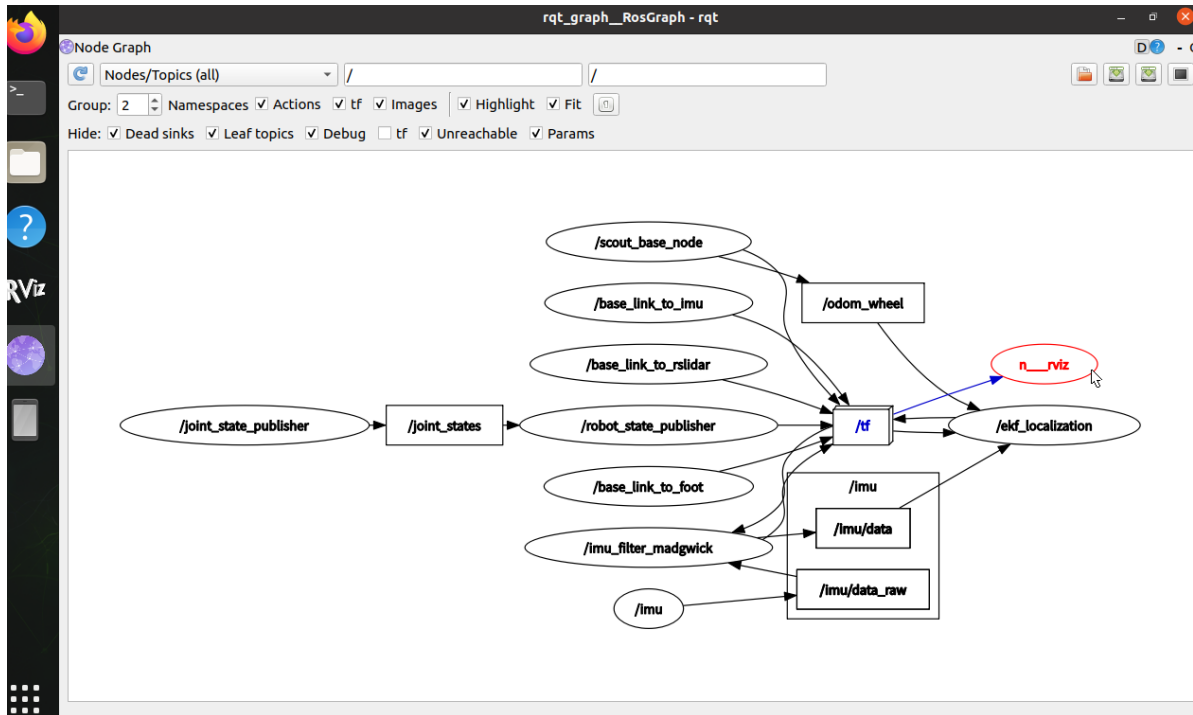 rqt_graph__RosGraph - rqt
Node Graph
D ? -
Nodes/Topics (all) / /
Group: 2 Namespaces Actions tf Images Highlight Fit
Hide: Dead sinks Leaf topics Debug tf Unreachable Params
>_
?
RViz
/scout_base_node
/base_link_to_imu
/odom_wheel
/base_link_to_rslidar
n___rviz
/joint_state_publisher
/joint_states
/robot_state_publisher
/tf
/ekf_localization
/base_link_to_foot
/imu
/imu/data
/imu_filter_madgwick
/imu/data_raw
/imu